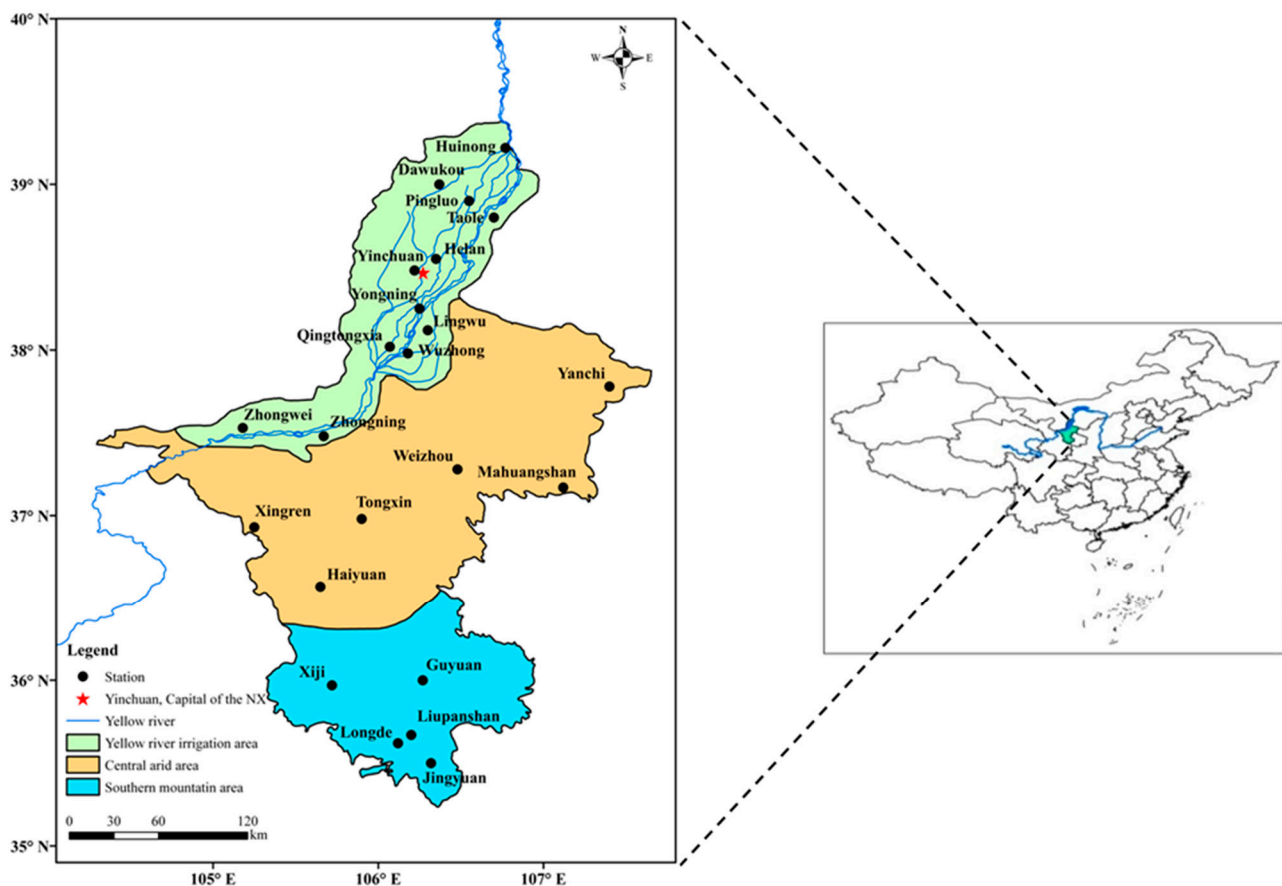 40° N
N
W E
S
39° N
38° N
37° N
36° N
35° N
Huinong
Dawukou
Pingluo
Taole
Helan
Yinchuan
Yongning
Lingwu
Qingtongxia
Wuzhong
Yanchi
Zhongwei
Zhongning
Weizhou
Mahuangshan
Xingren
Tongxin
Haiyuan
Xiji
Guyuan
Liupanshan
Longde
Jingyuan
Legend
Station
Yinchuan, Capital of the NX
Yellow river
Yellow river irrigation area
Central arid area
Southern mountatin area
0 30 60 120
km
105° E 106° E 107° E